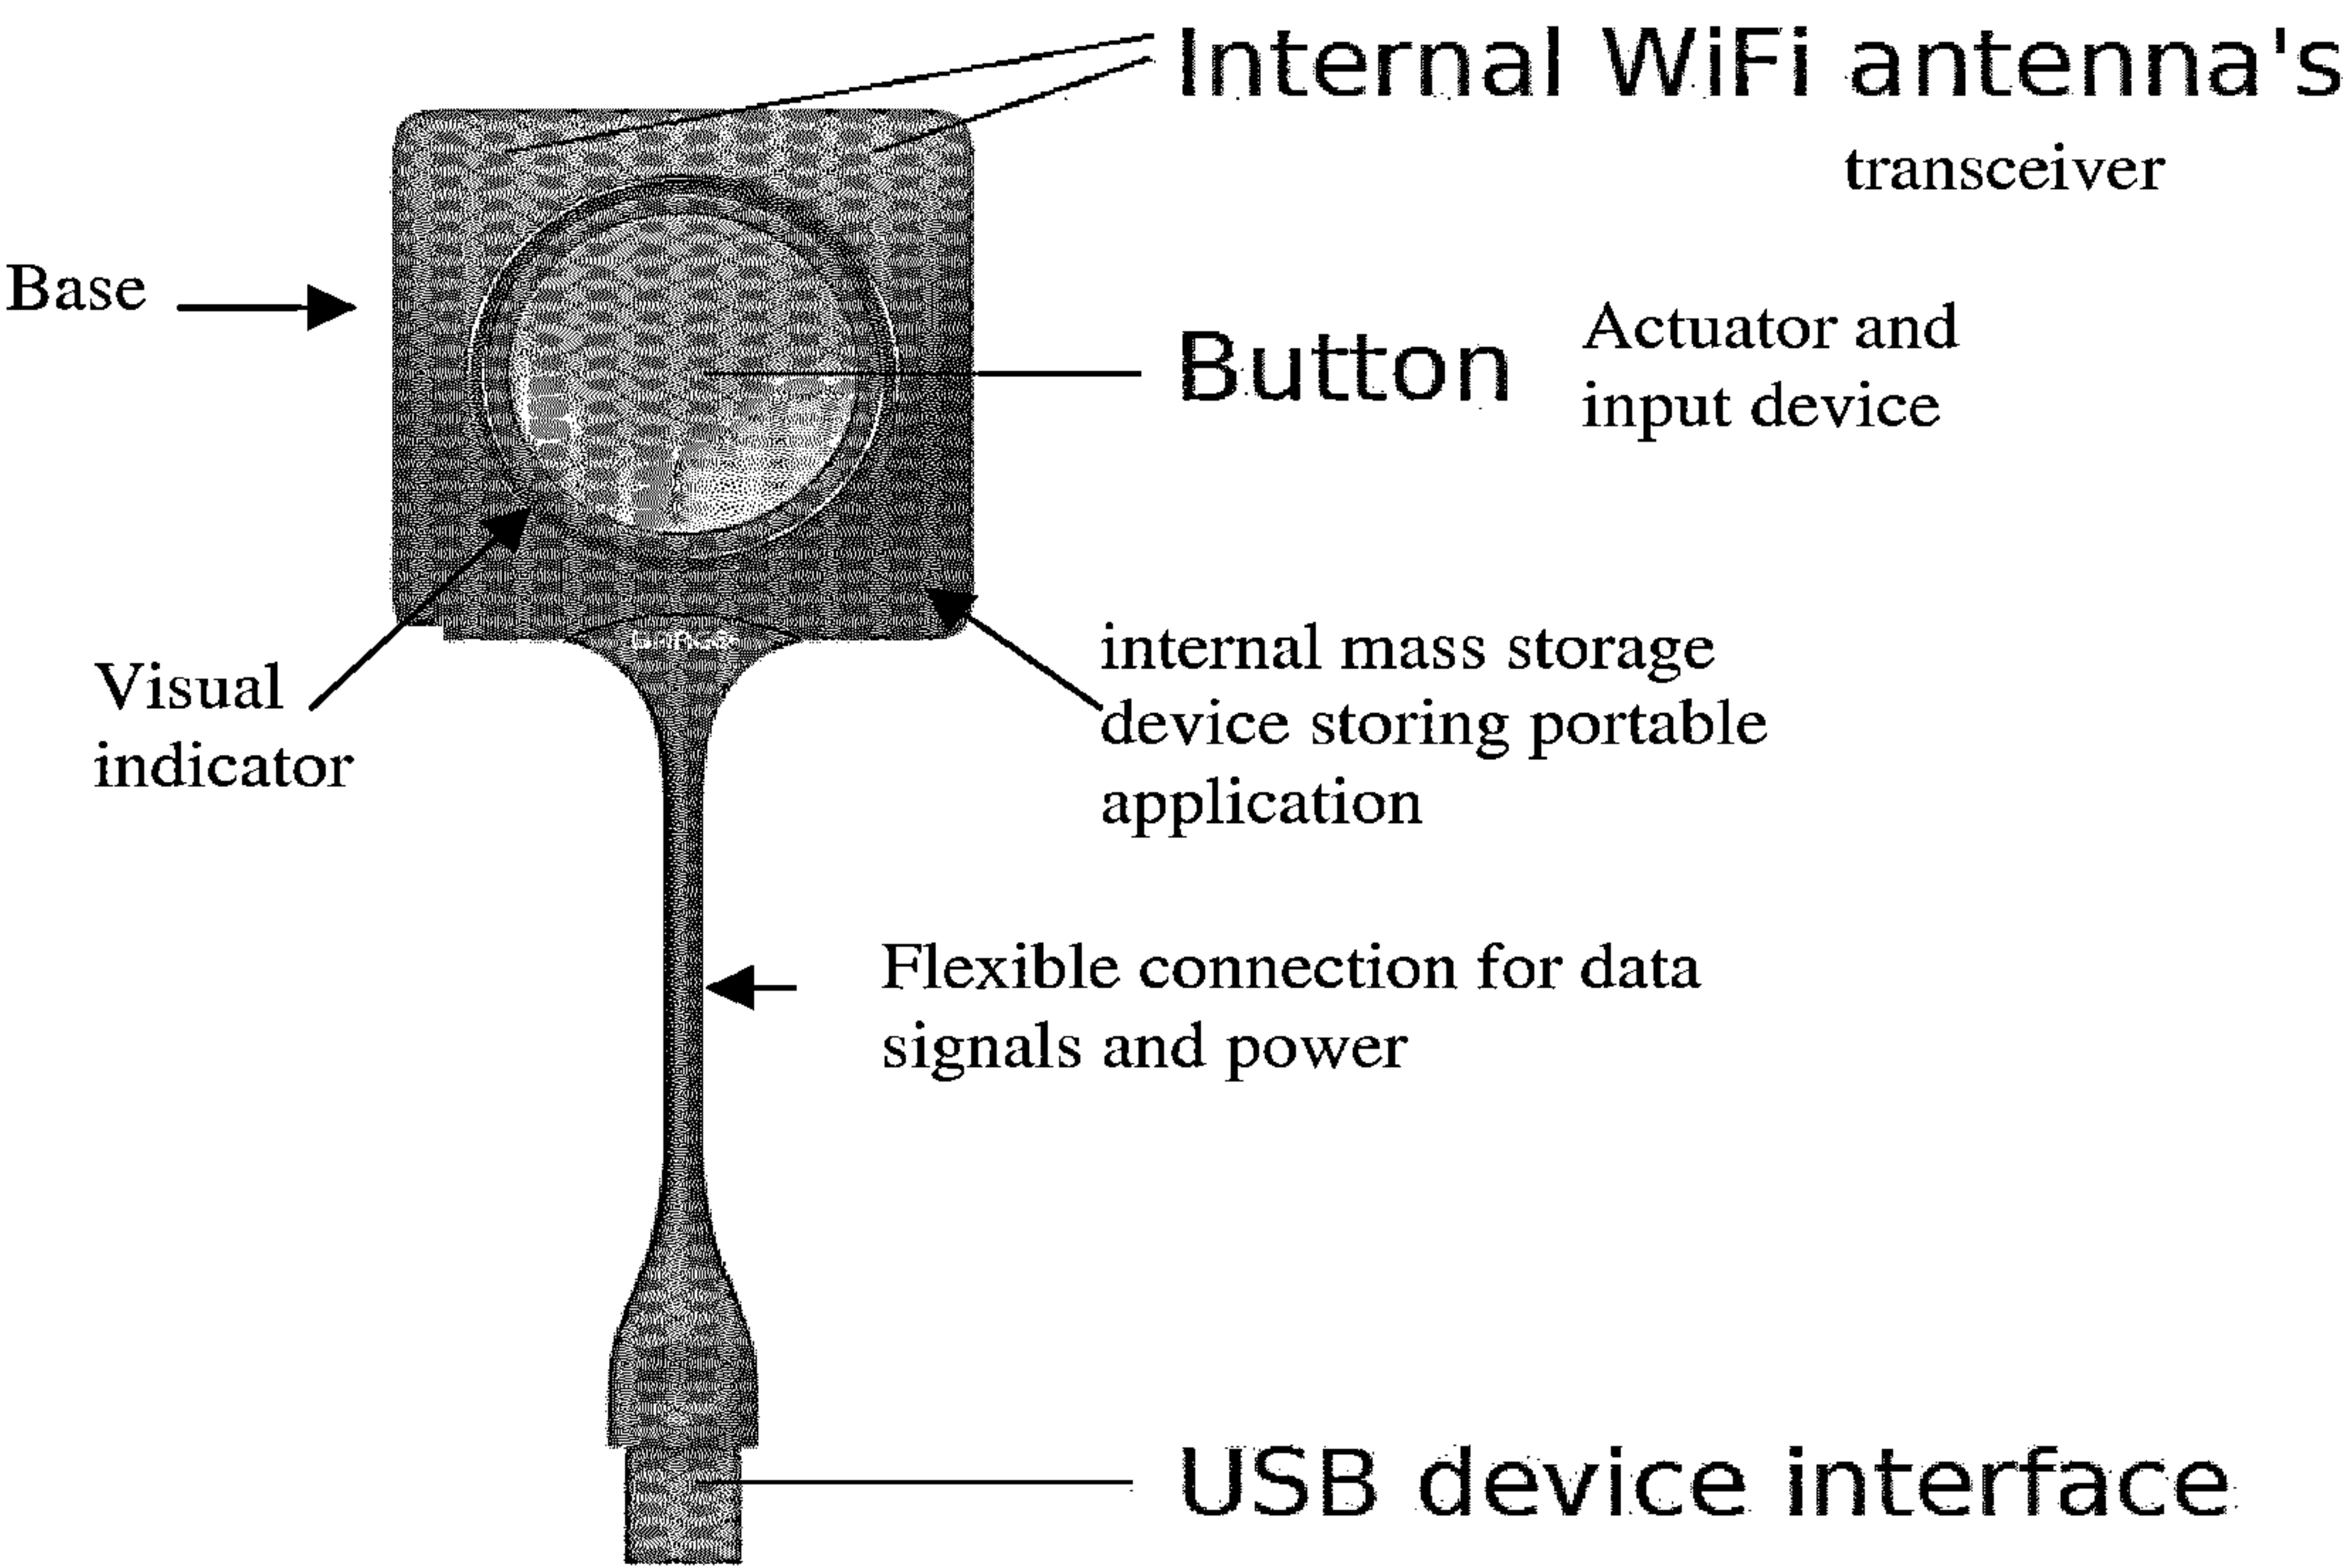 Internal WiFi antenna's
transceiver
Base
Button
Actuator and
input device
Visual
indicator
internal mass storage
device storing portable
application
Flexible connection for data
signals and power
USB device interface